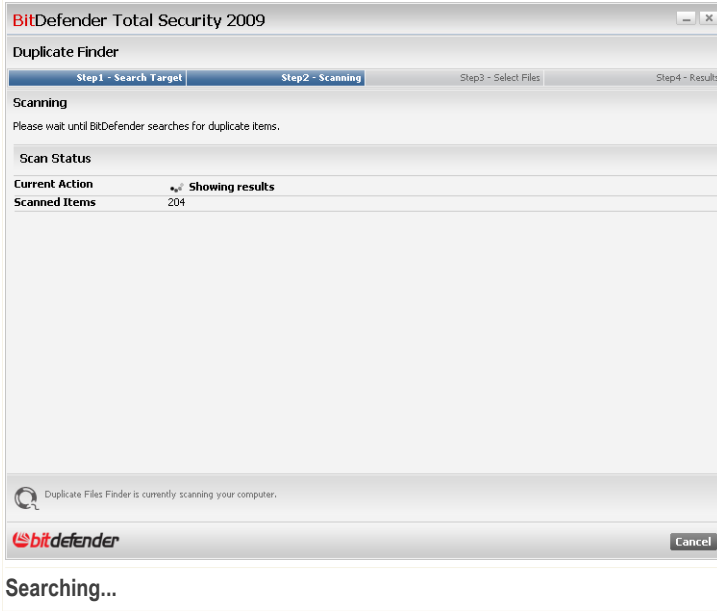 BitDefender Total Security 2009
Duplicate Finder
Step1 - Search Target Step2 - Scanning Step3 - Select Files Step4 - Results
Scanning
Please wait until BitDefender searches for duplicate items.
Scan Status
Current Action Showing results
Scanned Items 204
Duplicate Files Finder is currently scanning your computer.
bitdefender Cancel
Searching...